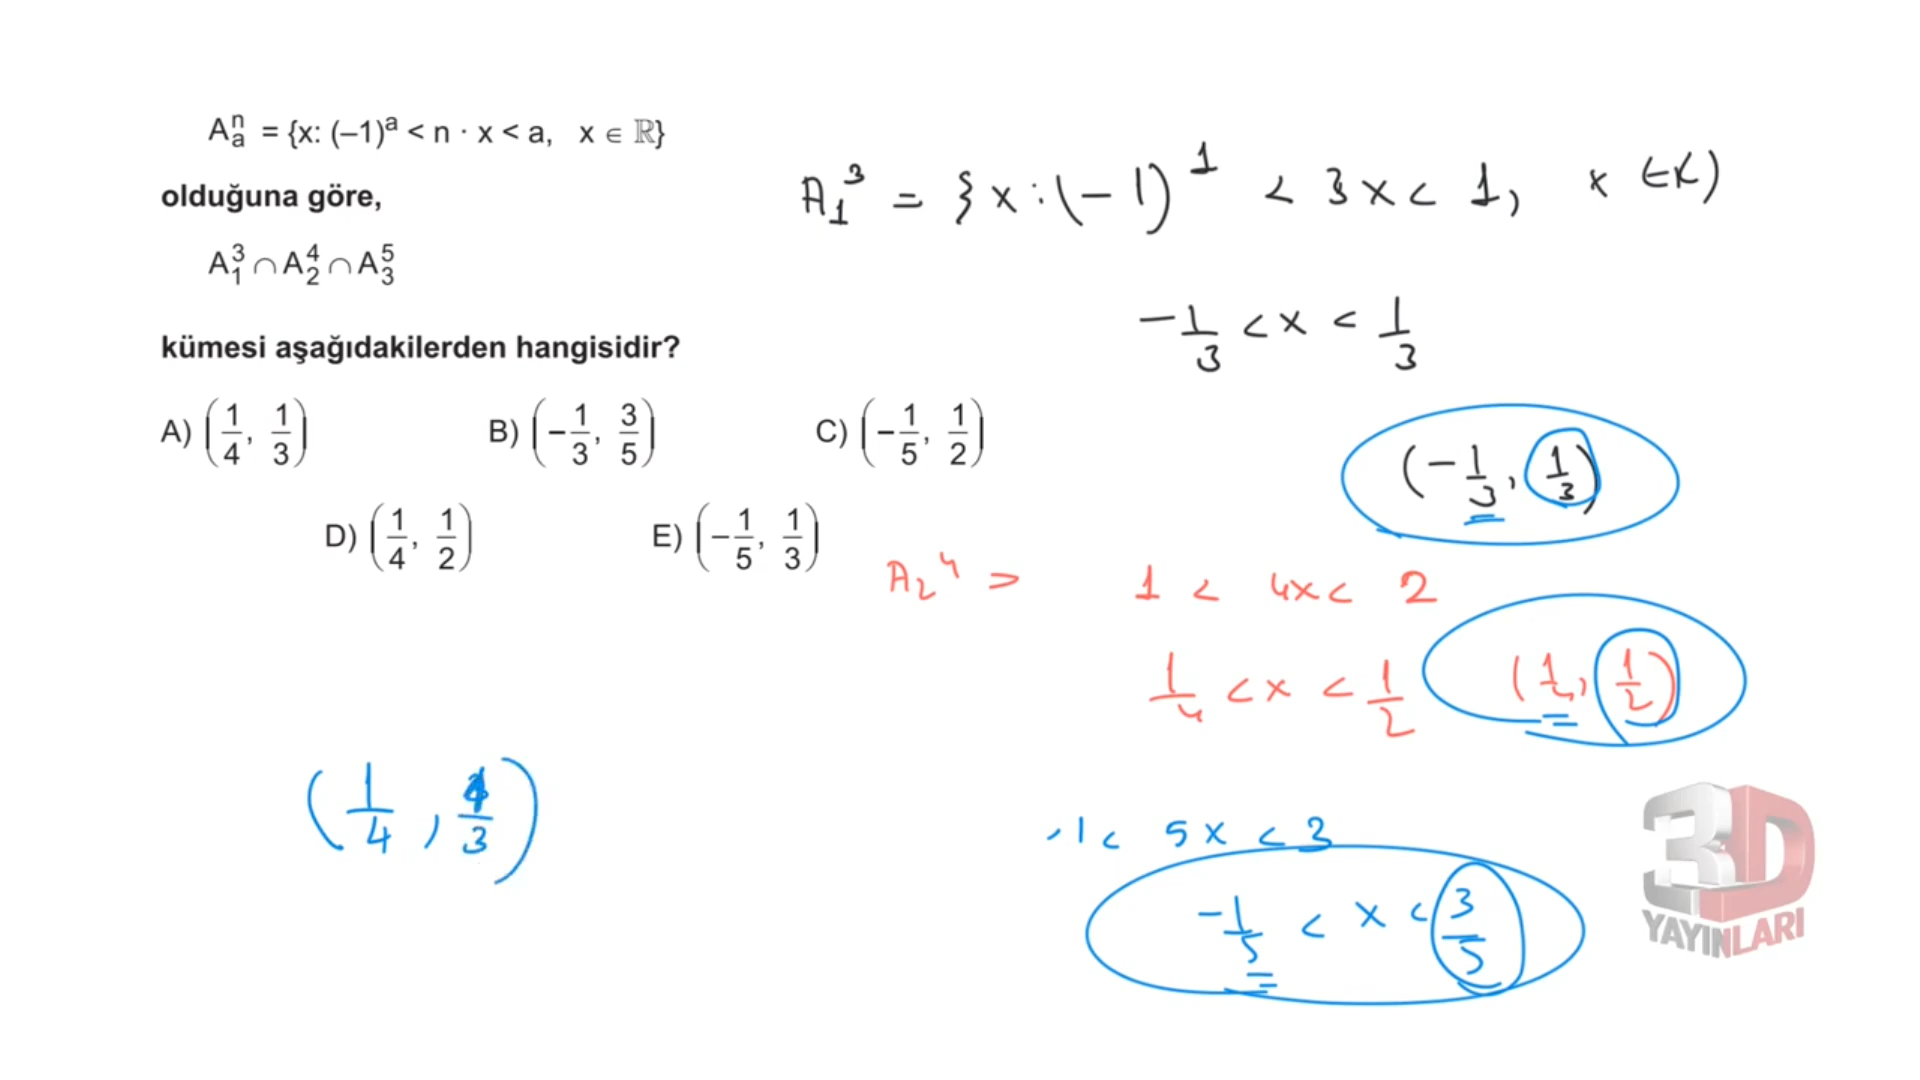 Aₐⁿ = {x: (–1)ᵃ < n · x < a, x ∈ ℝ}
olduğuna göre,
A₁³ ∩ A₂⁴ ∩ A₃⁵
kümesi aşağıdakilerden hangisidir?
A) (1/4, 1/3) B) (–1/3, 3/5) C) (–1/5, 1/2)
D) (1/4, 1/2) E) (–1/5, 1/3)
A₁³ = {x : (–1)¹ < 3x < 1, x ∈
–1/3 < x < 1/3
(–1/3, 1/3)
A₂⁴ 1 < 4x < 2
1/4 < x < 1/2 (1/4, 1/2)
-1 < 5x < 3
–1/5 < x < 3/5
(1/4, 1/3)
3D
YAYINLARI